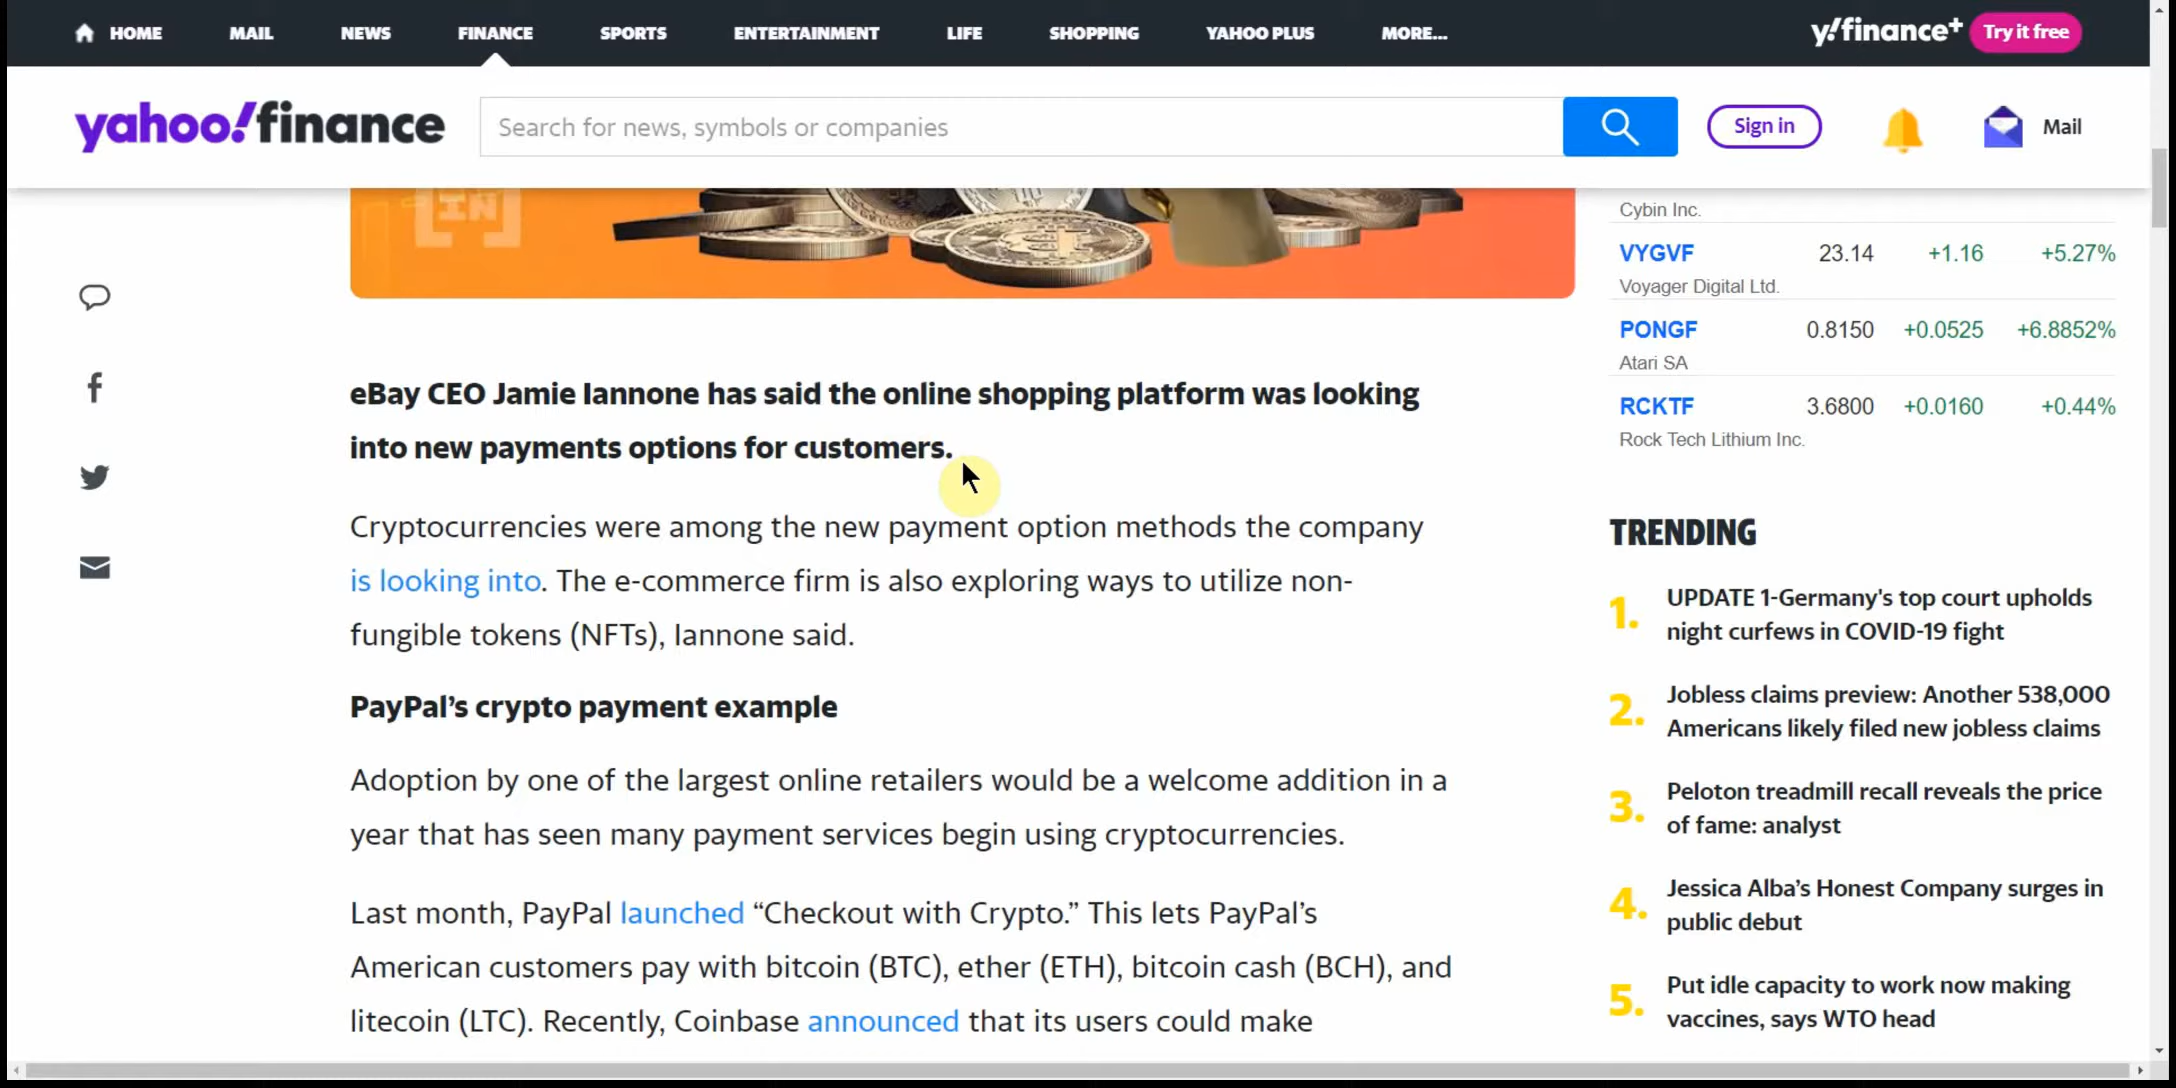 HOME MAIL NEWS FINANCE SPORTS ENTERTAINMENT LIFE SHOPPING YAHOO PLUS MORE... y!finance+ Try it free
yahoo!finance Search for news, symbols or companies Sign in Mail
IN
eBay CEO Jamie Iannone has said the online shopping platform was looking
into new payments options for customers.
Cryptocurrencies were among the new payment option methods the company
is looking into. The e-commerce firm is also exploring ways to utilize non-
fungible tokens (NFTs), Iannone said.
PayPal’s crypto payment example
Adoption by one of the largest online retailers would be a welcome addition in a
year that has seen many payment services begin using cryptocurrencies.
Last month, PayPal launched “Checkout with Crypto.” This lets PayPal’s
American customers pay with bitcoin (BTC), ether (ETH), bitcoin cash (BCH), and
litecoin (LTC). Recently, Coinbase announced that its users could make
Cybin Inc.
VYGVF 23.14 +1.16 +5.27%
Voyager Digital Ltd.
PONGF 0.8150 +0.0525 +6.8852%
Atari SA
RCKTF 3.6800 +0.0160 +0.44%
Rock Tech Lithium Inc.
TRENDING
1. UPDATE 1-Germany's top court upholds
night curfews in COVID-19 fight
2. Jobless claims preview: Another 538,000
Americans likely filed new jobless claims
3. Peloton treadmill recall reveals the price
of fame: analyst
4. Jessica Alba’s Honest Company surges in
public debut
5. Put idle capacity to work now making
vaccines, says WTO head